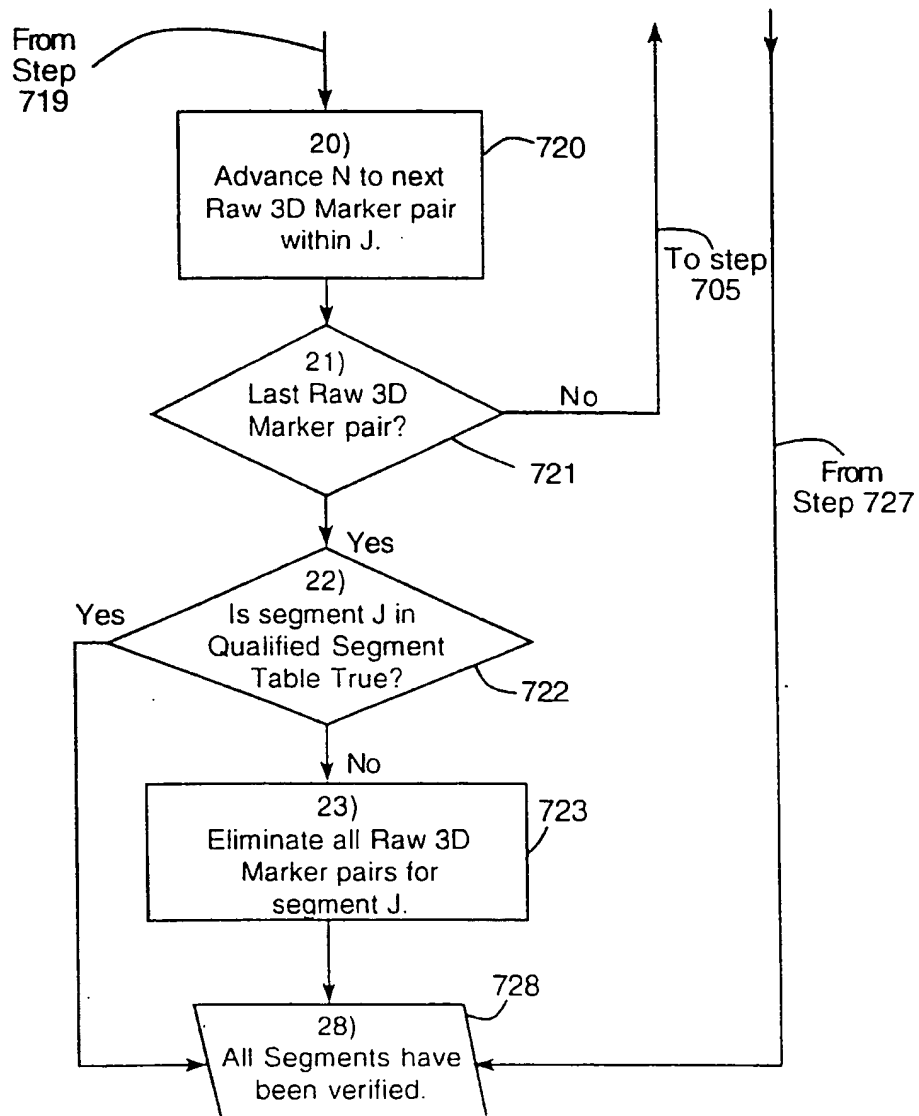 From
Step
719
20)
Advance N to next
Raw 3D Marker pair
within J.
720
To step
705
21)
Last Raw 3D
Marker pair?
No
721
From
Step 727
Yes
22)
Is segment J in
Qualified Segment
Table True?
Yes
722
No
23)
Eliminate all Raw 3D
Marker pairs for
segment J.
723
28)
All Segments have
been verified.
728